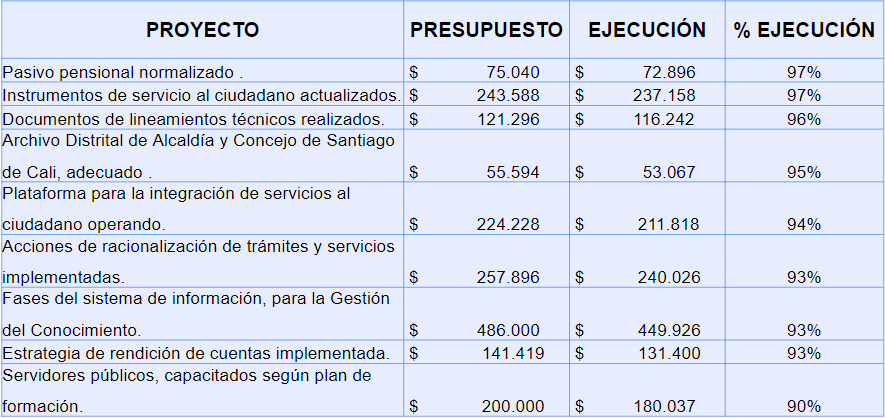 PROYECTO PRESUPUESTO EJECUCIÓN % EJECUCIÓN
Pasivo pensional normalizado . $ 75.040 $ 72.896 97%
Instrumentos de servicio al ciudadano actualizados. $ 243.588 $ 237.158 97%
Documentos de lineamientos técnicos realizados. $ 121.296 $ 116.242 96%
Archivo Distrital de Alcaldía y Concejo de Santiago
de Cali, adecuado . $ 55.594 $ 53.067 95%
Plataforma para la integración de servicios al
ciudadano operando. $ 224.228 $ 211.818 94%
Acciones de racionalización de trámites y servicios
implementadas. $ 257.896 $ 240.026 93%
Fases del sistema de información, para la Gestión
del Conocimiento. $ 486.000 $ 449.926 93%
Estrategia de rendición de cuentas implementada. $ 141.419 $ 131.400 93%
Servidores públicos, capacitados según plan de
formación. $ 200.000 $ 180.037 90%